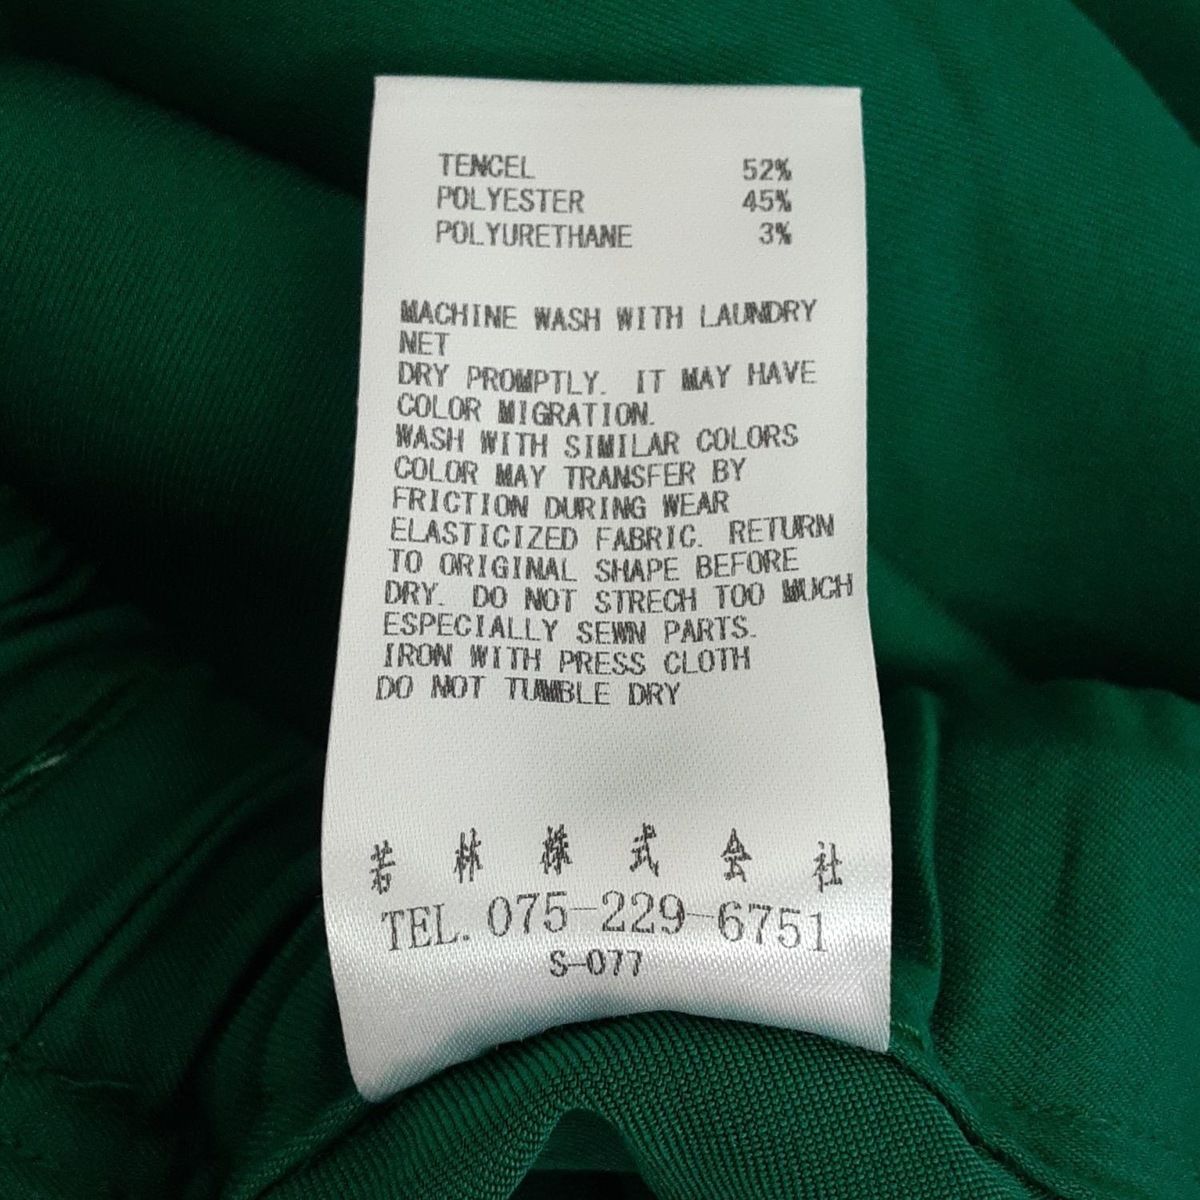 TENCEL 52%
POLYESTER 45%
POLYURETHANE 3%
MACHINE WASH WITH LAUNDRY
NET
DRY PROMPTLY. IT MAY HAVE
COLOR MIGRATION.
WASH WITH SIMILAR COLORS
COLOR MAY TRANSFER BY
FRICTION DURING WEAR
ELASTICIZED FABRIC. RETURN
TO ORIGINAL SHAPE BEFORE
DRY. DO NOT STRECH TOO MUCH
ESPECIALLY SEWN PARTS.
IRON WITH PRESS CLOTH
DO NOT TUMBLE DRY
若林株式会社
TEL. 075-229-6751
S-077